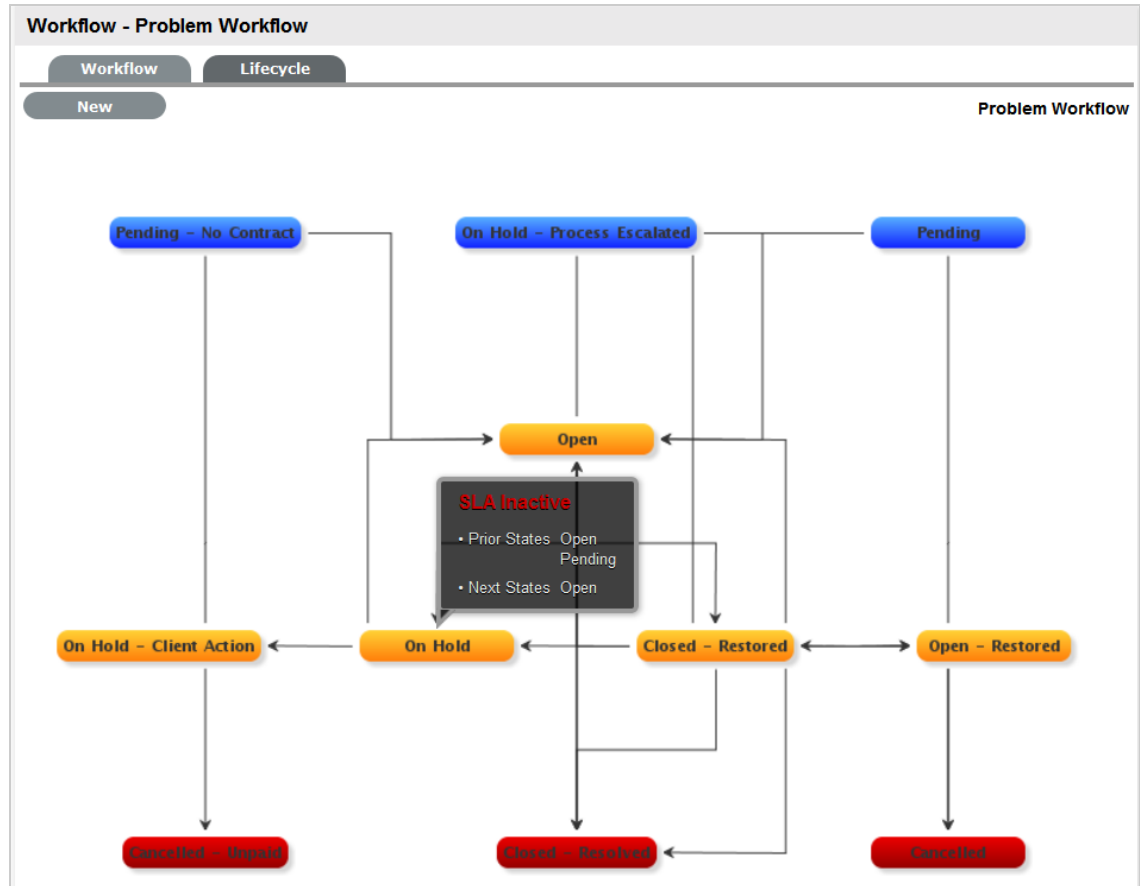 Workflow - Problem Workflow
Workflow Lifecycle
New
Problem Workflow
Pending - No Contract
On Hold - Process Escalated
Pending
Open
SLA Inactive
• Prior States Open
Pending
• Next States Open
On Hold - Client Action
On Hold
Closed - Restored
Open - Restored
Cancelled - Unpaid
Closed - Resolved
Cancelled